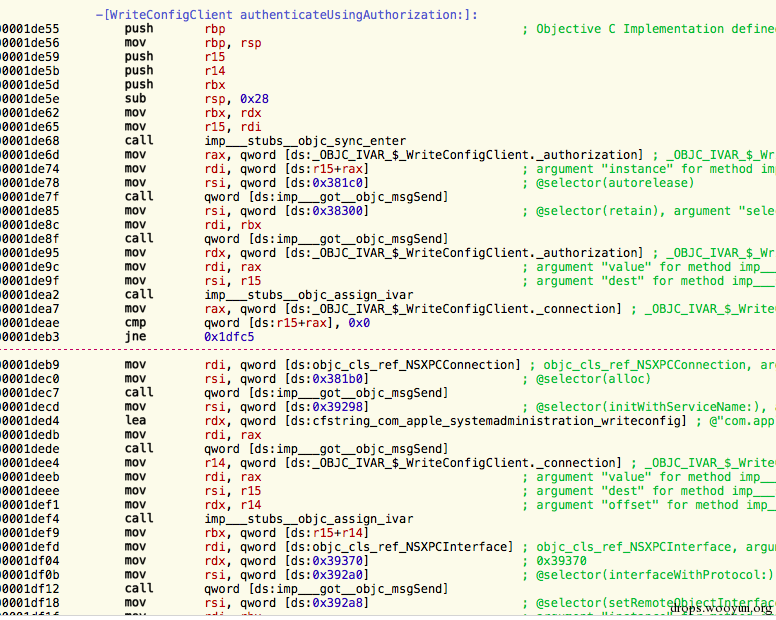 -[WriteConfigClient authenticateUsingAuthorization:]:
00001de55 push rbp ; Objective C Implementation define
00001de56 mov rbp, rsp
00001de59 push r15
00001de5b push r14
00001de5d push rbx
00001de5e sub rsp, 0x28
00001de62 mov rbx, rdx
00001de65 mov r15, rdi
00001de68 call imp___stubs__objc_sync_enter
00001de6d mov rax, qword [ds:_OBJC_IVAR_$_WriteConfigClient._authorization] ; _OBJC_IVAR_$_Wr
00001de74 mov rdi, qword [ds:r15+rax] ; argument "instance" for method im
00001de78 mov rsi, qword [ds:0x381c0] ; @selector(autorelease)
00001de7f call qword [ds:imp___got__objc_msgSend]
00001de85 mov rsi, qword [ds:0x38300] ; @selector(retain), argument "sele
00001de8c mov rdi, rbx
00001de8f call qword [ds:imp___got__objc_msgSend]
00001de95 mov rdx, qword [ds:_OBJC_IVAR_$_WriteConfigClient._authorization] ; _OBJC_IVAR_$_Wr
00001de9c mov rdi, rax ; argument "value" for method imp___
00001de9f mov rsi, r15 ; argument "dest" for method imp___
00001dea2 call imp___stubs__objc_assign_ivar
00001dea7 mov rax, qword [ds:_OBJC_IVAR_$_WriteConfigClient._connection] ; _OBJC_IVAR_$_Write
00001deae cmp qword [ds:r15+rax], 0x0
00001deb3 jne 0x1dfc5
00001deb9 mov rdi, qword [ds:objc_cls_ref_NSXPCConnection] ; objc_cls_ref_NSXPCConnection, ar
00001dec0 mov rsi, qword [ds:0x381b0] ; @selector(alloc)
00001dec7 call qword [ds:imp___got__objc_msgSend]
00001decd mov rsi, qword [ds:0x39298] ; @selector(initWithServiceName:), a
00001ded4 lea rdx, qword [ds:cfstring_com_apple_systemadministration_writeconfig] ; @"com.app
00001dedb mov rdi, rax
00001dede call qword [ds:imp___got__objc_msgSend]
00001dee4 mov r14, qword [ds:_OBJC_IVAR_$_WriteConfigClient._connection] ; _OBJC_IVAR_$_Write
00001deeb mov rdi, rax ; argument "value" for method imp___
00001deee mov rsi, r15 ; argument "dest" for method imp___
00001def1 mov rdx, r14 ; argument "offset" for method imp_
00001def4 call imp___stubs__objc_assign_ivar
00001def9 mov rbx, qword [ds:r15+r14]
00001defd mov rdi, qword [ds:objc_cls_ref_NSXPCInterface] ; objc_cls_ref_NSXPCInterface, argum
00001df04 mov rdx, qword [ds:0x39370] ; 0x39370
00001df0b mov rsi, qword [ds:0x392a0] ; @selector(interfaceWithProtocol:)
00001df12 call qword [ds:imp___got__objc_msgSend]
00001df18 mov rsi, qword [ds:0x392a8] ; @selector(setRemoteObjectInterfac
drops.wooyun.org